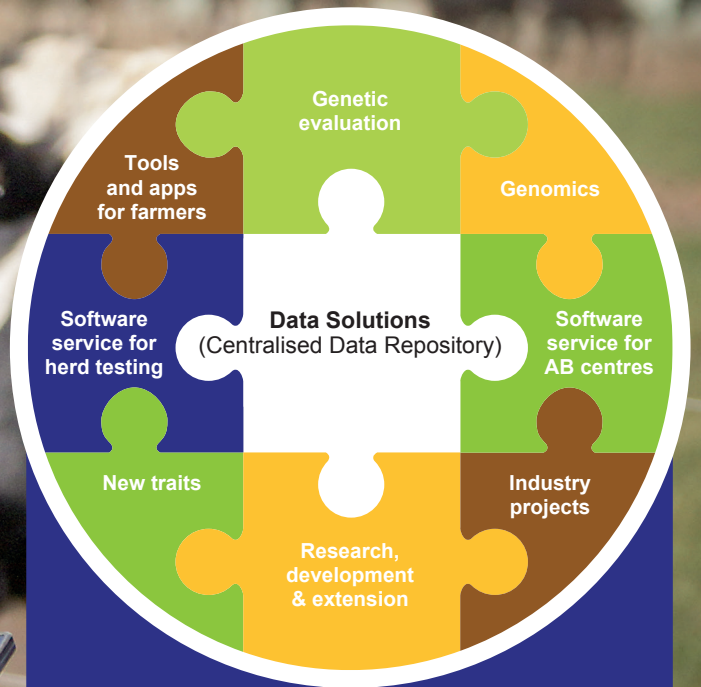 Genetic
evaluation
Tools
and apps
for farmers
Genomics
Data Solutions
(Centralised Data Repository)
Software
service for
herd testing
Software
service for
AB centres
New traits
Industry
projects
Research,
development
& extension